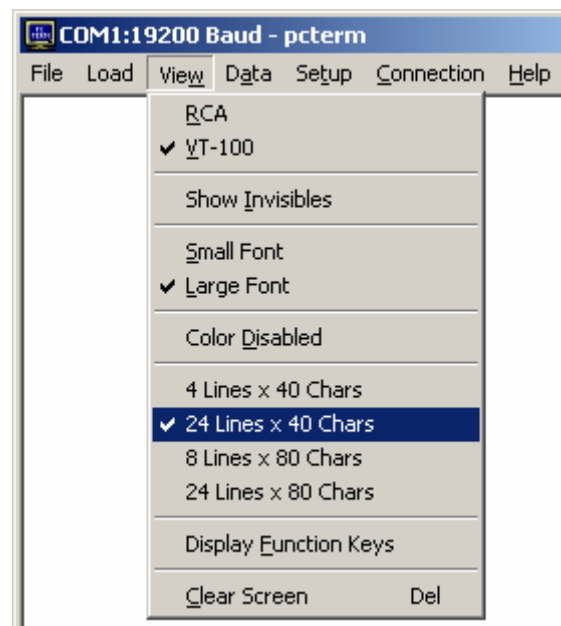 COM1:19200 Baud - pcterm
File Load View Data Setup Connection Help
RCA
✔ VT-100
Show Invisibles
Small Font
✔ Large Font
Color Disabled
4 Lines x 40 Chars
✔ 24 Lines x 40 Chars
8 Lines x 80 Chars
24 Lines x 80 Chars
Display Function Keys
Clear Screen Del